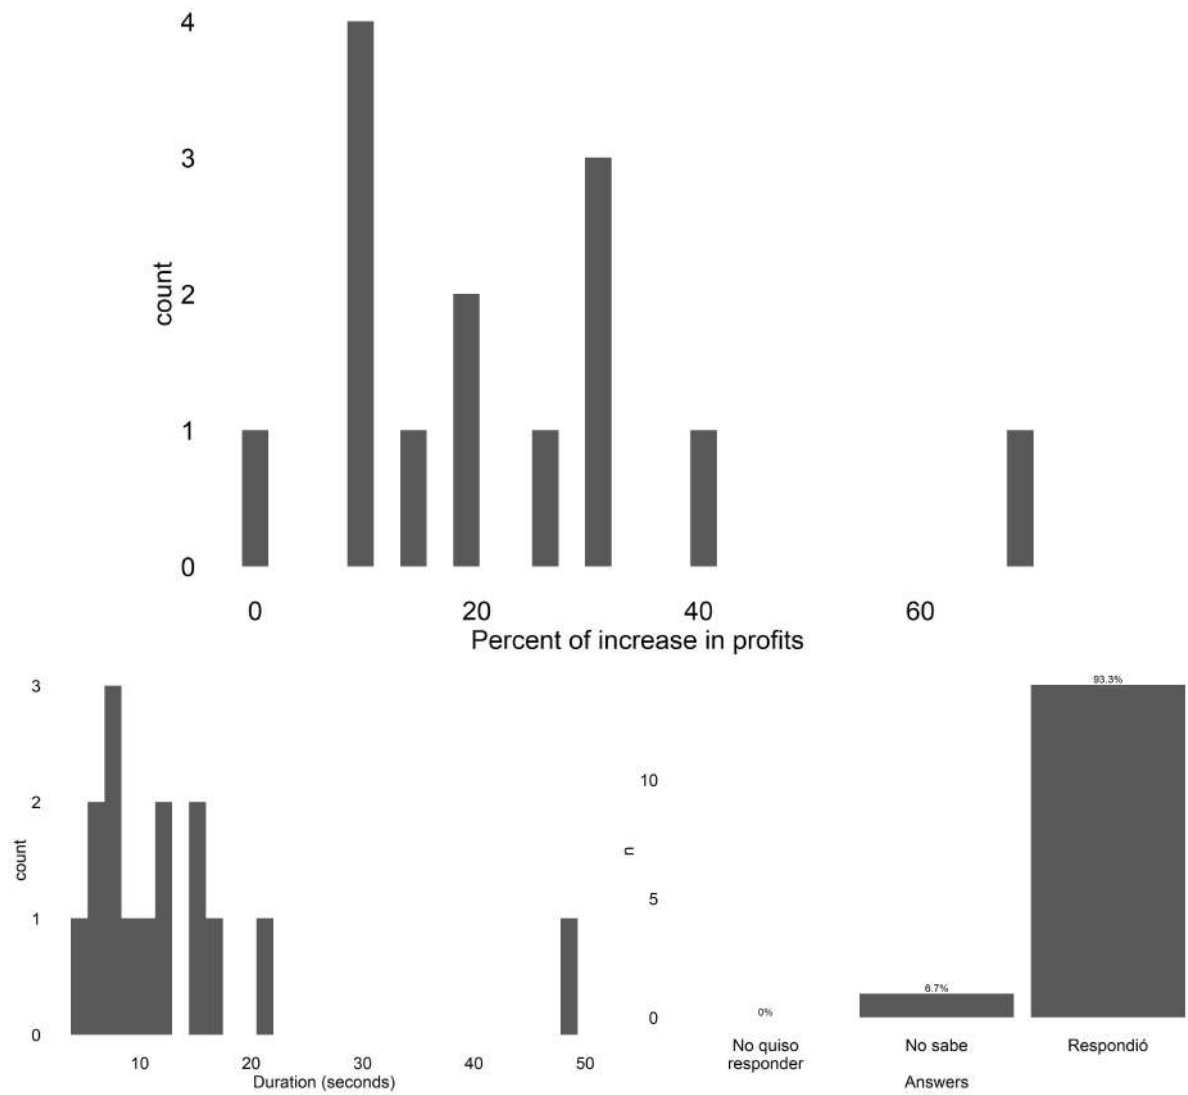 4
3
count
2
1
0
0 20 40 60
Percent of increase in profits
3
2
count
1
0
10 20 30 40 50
Duration (seconds)
93.3%
10
n
5
6.7%
0%
0
No quiso
responder
No sabe
Respondió
Answers